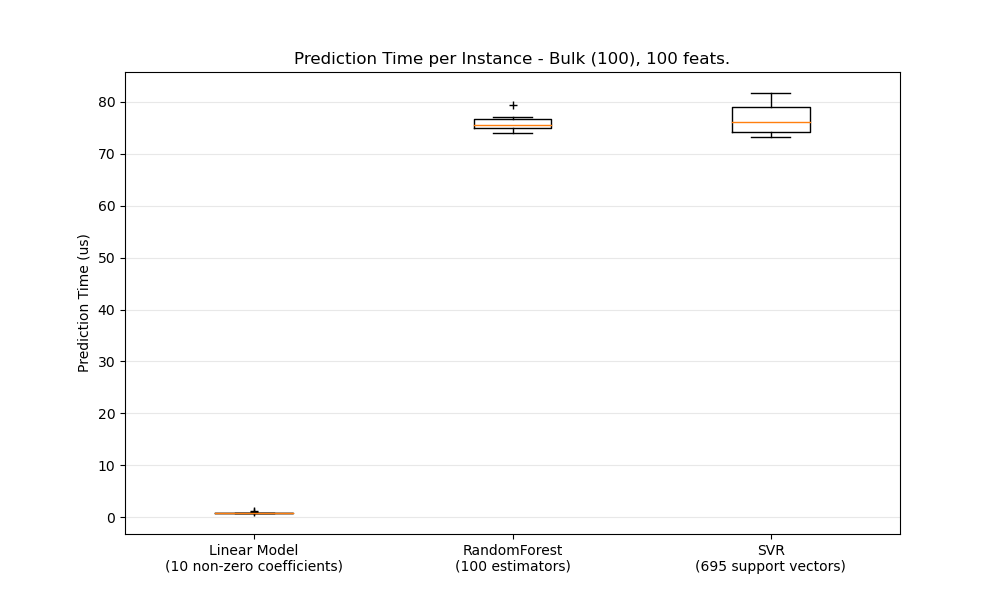 Prediction Time per Instance - Bulk (100), 100 feats.
Prediction Time (us)
80
70
60
50
40
30
20
10
0
Linear Model
(10 non-zero coefficients)
RandomForest
(100 estimators)
SVR
(695 support vectors)